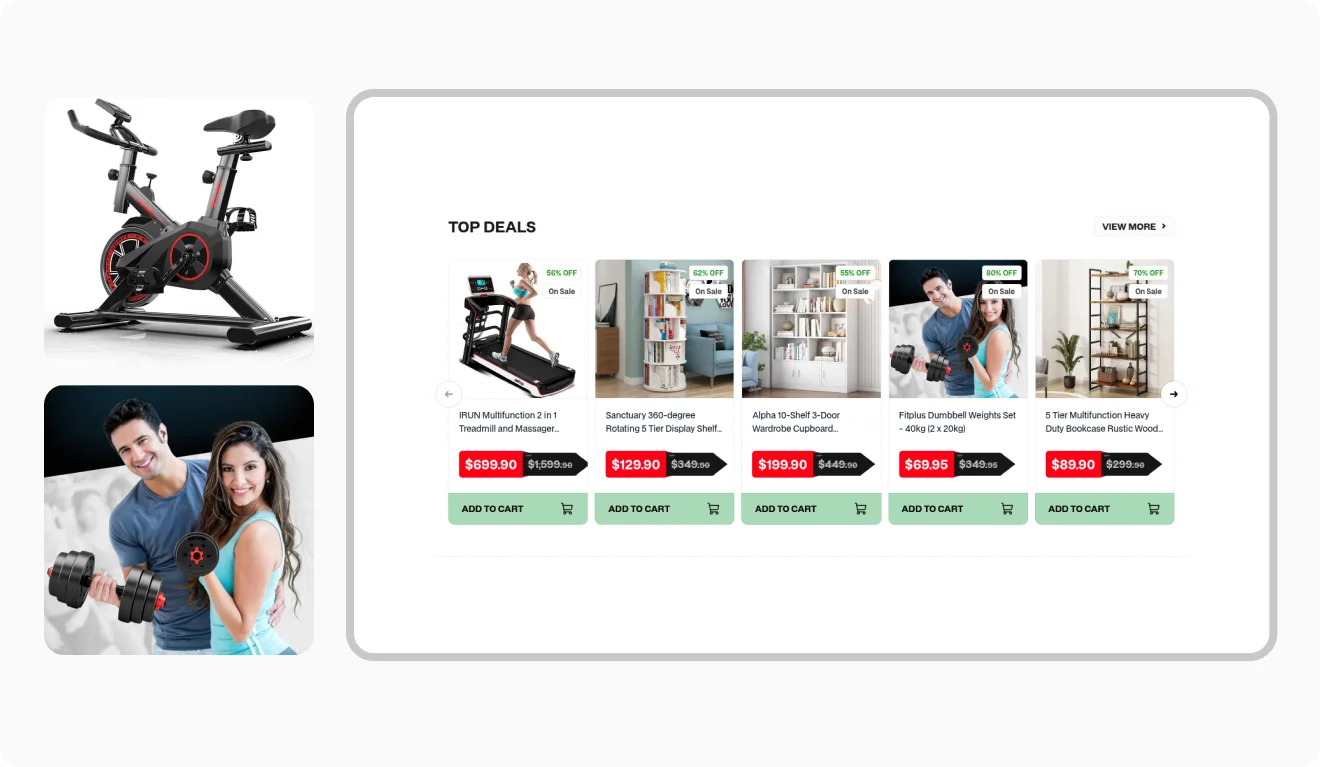 TOP DEALS
VIEW MORE
56% OFF
On Sale
IRUN Multifunction 2 in 1
Treadmill and Massager...
$699.90 $1,599.90
ADD TO CART
62% OFF
On Sale
Sanctuary 360-degree
Rotating 5 Tier Display Shelf...
$129.90 $349.90
ADD TO CART
55% OFF
On Sale
Alpha 10-Shelf 3-Door
Wardrobe Cupboard...
$199.90 $449.90
ADD TO CART
80% OFF
On Sale
Fitplus Dumbbell Weights Set
- 40kg (2 x 20kg)
$69.95 $349.95
ADD TO CART
70% OFF
On Sale
5 Tier Multifunction Heavy
Duty Bookcase Rustic Wood...
$89.90 $299.90
ADD TO CART